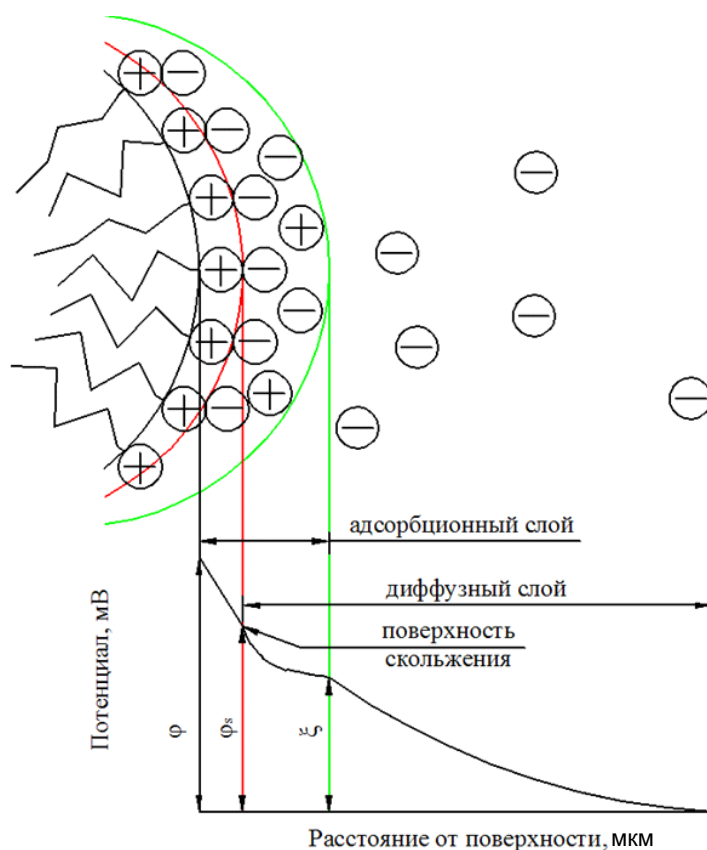 адсорбционный слой
диффузный слой
поверхность
скольжения
Потенциал, мВ
φ
φs
ξ
Расстояние от поверхности, мкм